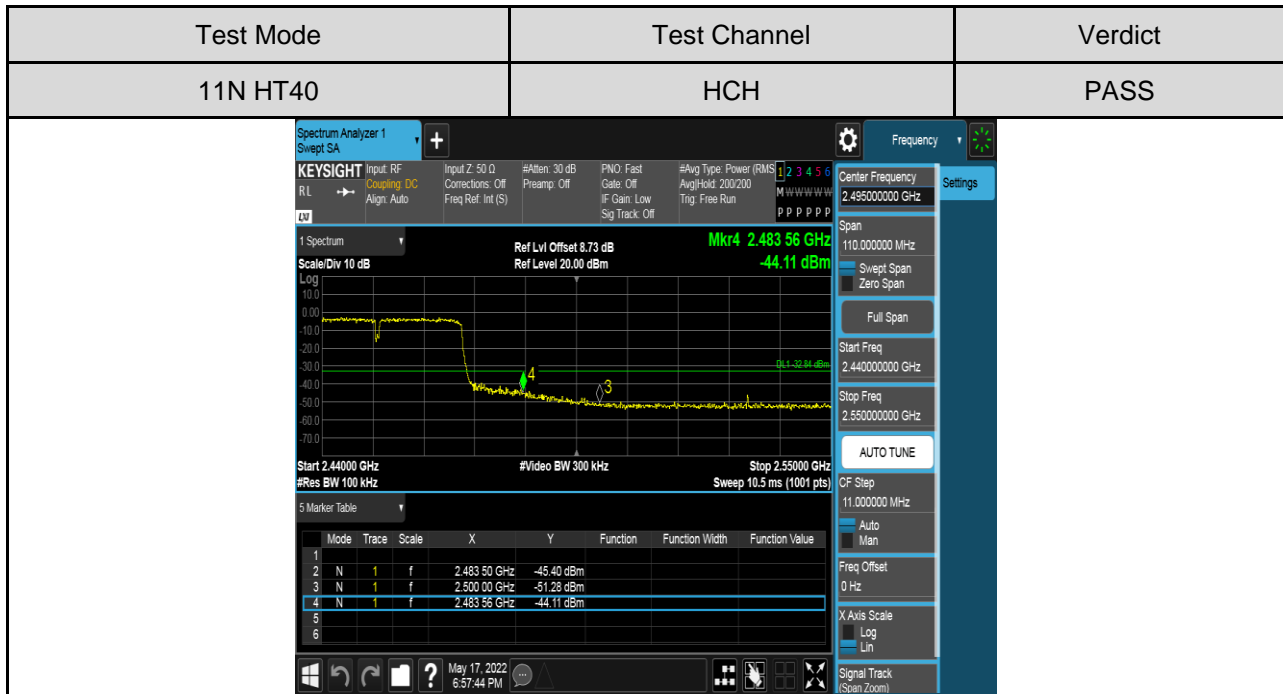 Test Mode Test Channel Verdict
11N HT40 HCH PASS
Spectrum Analyzer 1
Swept SA
Frequency
KEYSIGHT Input: RF Input Z: 50 Ω #Atten: 30 dB PNO: Fast #Avg Type: Power (RMS 1 2 3 4 5 6
RL Coupling: DC Corrections: Off Preamp: Off Gate: Off Avg|Hold: 200/200 M W W W W W
Align: Auto Freq Ref: Int (S) IF Gain: Low Trig: Free Run
LXI Sig Track: Off P P P P P P
1 Spectrum Ref Lvl Offset 8.73 dB Mkr4 2.483 56 GHz
Scale/Div 10 dB Ref Level 20.00 dBm -44.11 dBm
Log
10.0
0.00
-10.0
-20.0
-30.0 DL1 -32.84 dBm
-40.0 4 3
-50.0
-60.0
-70.0
Start 2.44000 GHz #Video BW 300 kHz Stop 2.55000 GHz
#Res BW 100 kHz Sweep 10.5 ms (1001 pts)
5 Marker Table
Mode Trace Scale X Y Function Function Width Function Value
1
2 N 1 f 2.483 50 GHz -45.40 dBm
3 N 1 f 2.500 00 GHz -51.28 dBm
4 N 1 f 2.483 56 GHz -44.11 dBm
5
6
May 17, 2022
6:57:44 PM
Center Frequency
2.495000000 GHz
Settings
Span
110.000000 MHz
Swept Span
Zero Span
Full Span
Start Freq
2.440000000 GHz
Stop Freq
2.550000000 GHz
AUTO TUNE
CF Step
11.000000 MHz
Auto
Man
Freq Offset
0 Hz
X Axis Scale
Log
Lin
Signal Track
(Span Zoom)